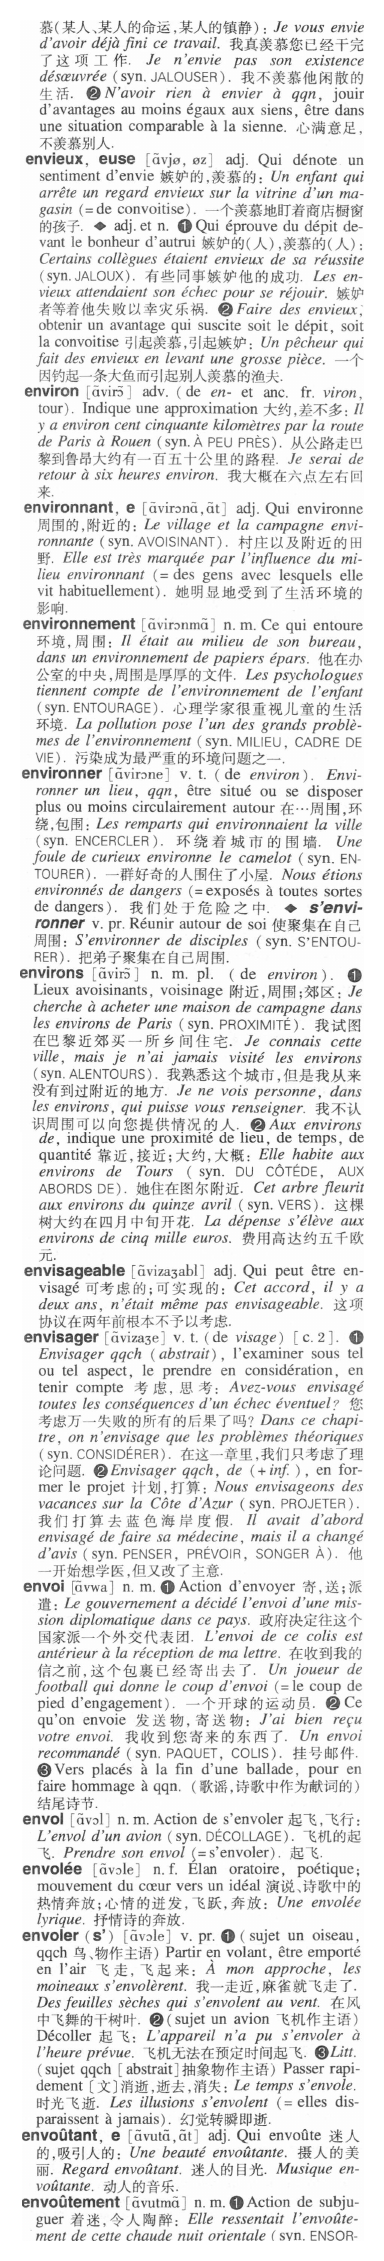 慕(某人、某人的命运,某人的镇静): Je vous envie
d'avoir déjà fini ce travail. 我真羡慕您已经干完
了这项工作. Je n'envie pas son existence
désœuvrée (syn. JALOUSER). 我不羡慕他闲散的
生活. ❷ N'avoir rien à envier à qqn, jouir
d'avantages au moins égaux aux siens, être dans
une situation comparable à la sienne. 心满意足,
不羡慕别人.
envieux, euse [ɑ̃vjø, øz] adj. Qui dénote un
sentiment d'envie 嫉妒的,羡慕的: Un enfant qui
arrête un regard envieux sur la vitrine d'un ma-
gasin (= de convoitise). 一个羡慕地盯着商店橱窗
的孩子. ◆ adj. et n. ❶ Qui éprouve du dépit de-
vant le bonheur d'autrui 嫉妒的(人),羡慕的(人):
Certains collègues étaient envieux de sa réussite
(syn. JALOUX). 有些同事嫉妒他的成功. Les en-
vieux attendaient son échec pour se réjouir. 嫉妒
者等着他失败以幸灾乐祸. ❷ Faire des envieux,
obtenir un avantage qui suscite soit le dépit, soit
la convoitise 引起羡慕,引起嫉妒: Un pêcheur qui
fait des envieux en levant une grosse pièce. 一个
因钓起一条大鱼而引起别人羡慕的渔夫.
environ [ɑ̃virɔ̃] adv. (de en- et anc. fr. viron,
tour). Indique une approximation 大约,差不多: Il
y a environ cent cinquante kilomètres par la route
de Paris à Rouen (syn. À PEU PRÈS). 从公路走巴
黎到鲁昂大约有一百五十公里的路程. Je serai de
retour à six heures environ. 我大概在六点左右回
来.
environnant, e [ɑ̃virɔnɑ̃,ɑ̃t] adj. Qui environne
周围的,附近的: Le village et la campagne envi-
ronnante (syn. AVOISINANT). 村庄以及附近的田
野. Elle est très marquée par l'influence du mi-
lieu environnant (= des gens avec lesquels elle
vit habituellement). 她明显地受到了生活环境的
影响.
environnement [ɑ̃virɔnmɑ̃] n. m. Ce qui entoure
环境,周围: Il était au milieu de son bureau,
dans un environnement de papiers épars. 他在办
公室的中央,周围是厚厚的文件. Les psychologues
tiennent compte de l'environnement de l'enfant
(syn. ENTOURAGE). 心理学家很重视儿童的生活
环境. La pollution pose l'un des grands problè-
mes de l'environnement (syn. MILIEU, CADRE DE
VIE). 污染成为最严重的环境问题之一.
environner [ɑ̃virɔne] v. t. (de environ). Envi-
ronner un lieu, qqn, être situé ou se disposer
plus ou moins circulairement autour 在…周围,环
绕,包围: Les remparts qui environnaient la ville
(syn. ENCERCLER). 环绕着城市的围墙. Une
foule de curieux environne le camelot (syn. EN-
TOURER). 一群好奇的人围住了小屋. Nous étions
environnés de dangers (= exposés à toutes sortes
de dangers). 我们处于危险之中. ◆ s'envi-
ronner v. pr. Réunir autour de soi 使聚集在自己
周围: S'environner de disciples (syn. S'ENTOU-
RER). 把弟子聚集在自己周围.
environs [ɑ̃virɔ̃] n. m. pl. (de environ). ❶
Lieux avoisinants, voisinage 附近,周围;郊区: Je
cherche à acheter une maison de campagne dans
les environs de Paris (syn. PROXIMITÉ). 我试图
在巴黎近郊买一所乡间住宅. Je connais cette
ville, mais je n'ai jamais visité les environs
(syn. ALENTOURS). 我熟悉这个城市,但是我从来
没有到过附近的地方. Je ne vois personne, dans
les environs, qui puisse vous renseigner. 我不认
识周围可以向您提供情况的人. ❷ Aux environs
de, indique une proximité de lieu, de temps, de
quantité 靠近,接近;大约,大概: Elle habite aux
environs de Tours (syn. DU CÔTÉDE, AUX
ABORDS DE). 她住在图尔附近. Cet arbre fleurit
aux environs du quinze avril (syn. VERS). 这棵
树大约在四月中旬开花. La dépense s'élève aux
environs de cinq mille euros. 费用高达约五千欧
元.
envisageable [ɑ̃vizaʒabl] adj. Qui peut être en-
visagé 可考虑的;可实现的: Cet accord, il y a
deux ans, n'était même pas envisageable. 这项
协议在两年前根本不予以考虑.
envisager [ɑ̃vizaʒe] v. t. (de visage) [c. 2]. ❶
Envisager qqch (abstrait), l'examiner sous tel
ou tel aspect, le prendre en considération, en
tenir compte 考虑,思考: Avez-vous envisagé
toutes les conséquences d'un échec éventuel? 您
考虑万一失败的所有的后果了吗? Dans ce chapi-
tre, on n'envisage que les problèmes théoriques
(syn. CONSIDÉRER). 在这一章里,我们只考虑了理
论问题. ❷ Envisager qqch, de (+ inf.), en for-
mer le projet 计划,打算: Nous envisageons des
vacances sur la Côte d'Azur (syn. PROJETER).
我们打算去蓝色海岸度假. Il avait d'abord
envisagé de faire sa médecine, mais il a changé
d'avis (syn. PENSER, PRÉVOIR, SONGER À). 他
一开始想学医,但又改了主意.
envoi [ɑ̃vwa] n. m. ❶ Action d'envoyer 寄,送;派
遣: Le gouvernement a décidé l'envoi d'une mis-
sion diplomatique dans ce pays. 政府决定往这个
国家派一个外交代表团. L'envoi de ce colis est
antérieur à la réception de ma lettre. 在收到我的
信之前,这个包裹已经寄出去了. Un joueur de
football qui donne le coup d'envoi (= le coup de
pied d'engagement). 一个开球的运动员. ❷ Ce
qu'on envoie 发送物,寄送物: J'ai bien reçu
votre envoi. 我收到您寄来的东西了. Un envoi
recommandé (syn. PAQUET, COLIS). 挂号邮件.
❸ Vers placés à la fin d'une ballade, pour en
faire hommage à qqn. (歌谣,诗歌中作为献词的)
结尾诗节.
envol [ɑ̃vɔl] n. m. Action de s'envoler 起飞,飞行:
L'envol d'un avion (syn. DÉCOLLAGE). 飞机的起
飞. Prendre son envol (= s'envoler). 起飞.
envolée [ɑ̃vɔle] n. f. Élan oratoire, poétique;
mouvement du cœur vers un idéal 演说、诗歌中的
热情奔放;心情的迸发,飞跃,奔放: Une envolée
lyrique. 抒情诗的奔放.
envoler (s') [ɑ̃vɔle] v. pr. ❶ (sujet un oiseau,
qqch 鸟、物作主语) Partir en volant, être emporté
en l'air 飞走,飞起来: À mon approche, les
moineaux s'envolèrent. 我一走近,麻雀就飞走了.
Des feuilles sèches qui s'envolent au vent. 在风
中飞舞的干树叶. ❷ (sujet un avion 飞机作主语)
Décoller 起飞: L'appareil n'a pu s'envoler à
l'heure prévue. 飞机无法在预定时间起飞. ❸ Litt.
(sujet qqch [abstrait]抽象物作主语) Passer rapi-
dement [文]消逝,逝去,消失: Le temps s'envole.
时光飞逝. Les illusions s'envolent (= elles dis-
paraissent à jamais). 幻觉转瞬即逝.
envoûtant, e [ɑ̃vutɑ̃,ɑ̃t] adj. Qui envoûte 迷人
的,吸引人的: Une beauté envoûtante. 摄人的美
丽. Regard envoûtant. 迷人的目光. Musique en-
voûtante. 动人的音乐.
envoûtement [ɑ̃vutmɑ̃] n. m. ❶ Action de subju-
guer 着迷,令人陶醉: Elle ressentait l'envoûte-
ment de cette chaude nuit orientale (syn. ENSOR-